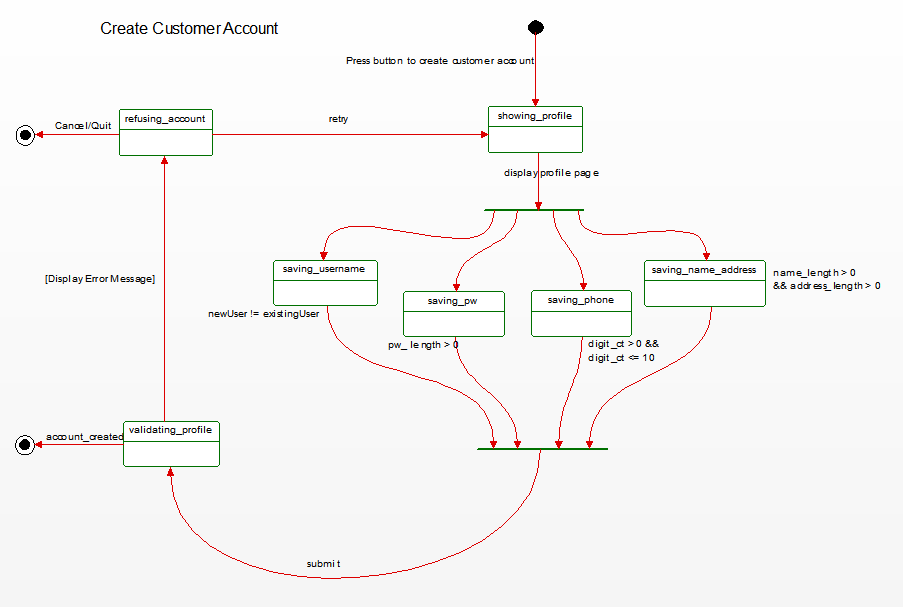 Create Customer Account
Press button to create customer account
refusing_account
Cancel/Quit
retry
showing_profile
display profile page
[Display Error Message]
saving_username
saving_pw
saving_phone
saving_name_address
name_length > 0
&& address_length > 0
newUser != existingUser
pw_ length > 0
digit_ct > 0 &&
digit_ct <= 10
account_created
validating_profile
submit